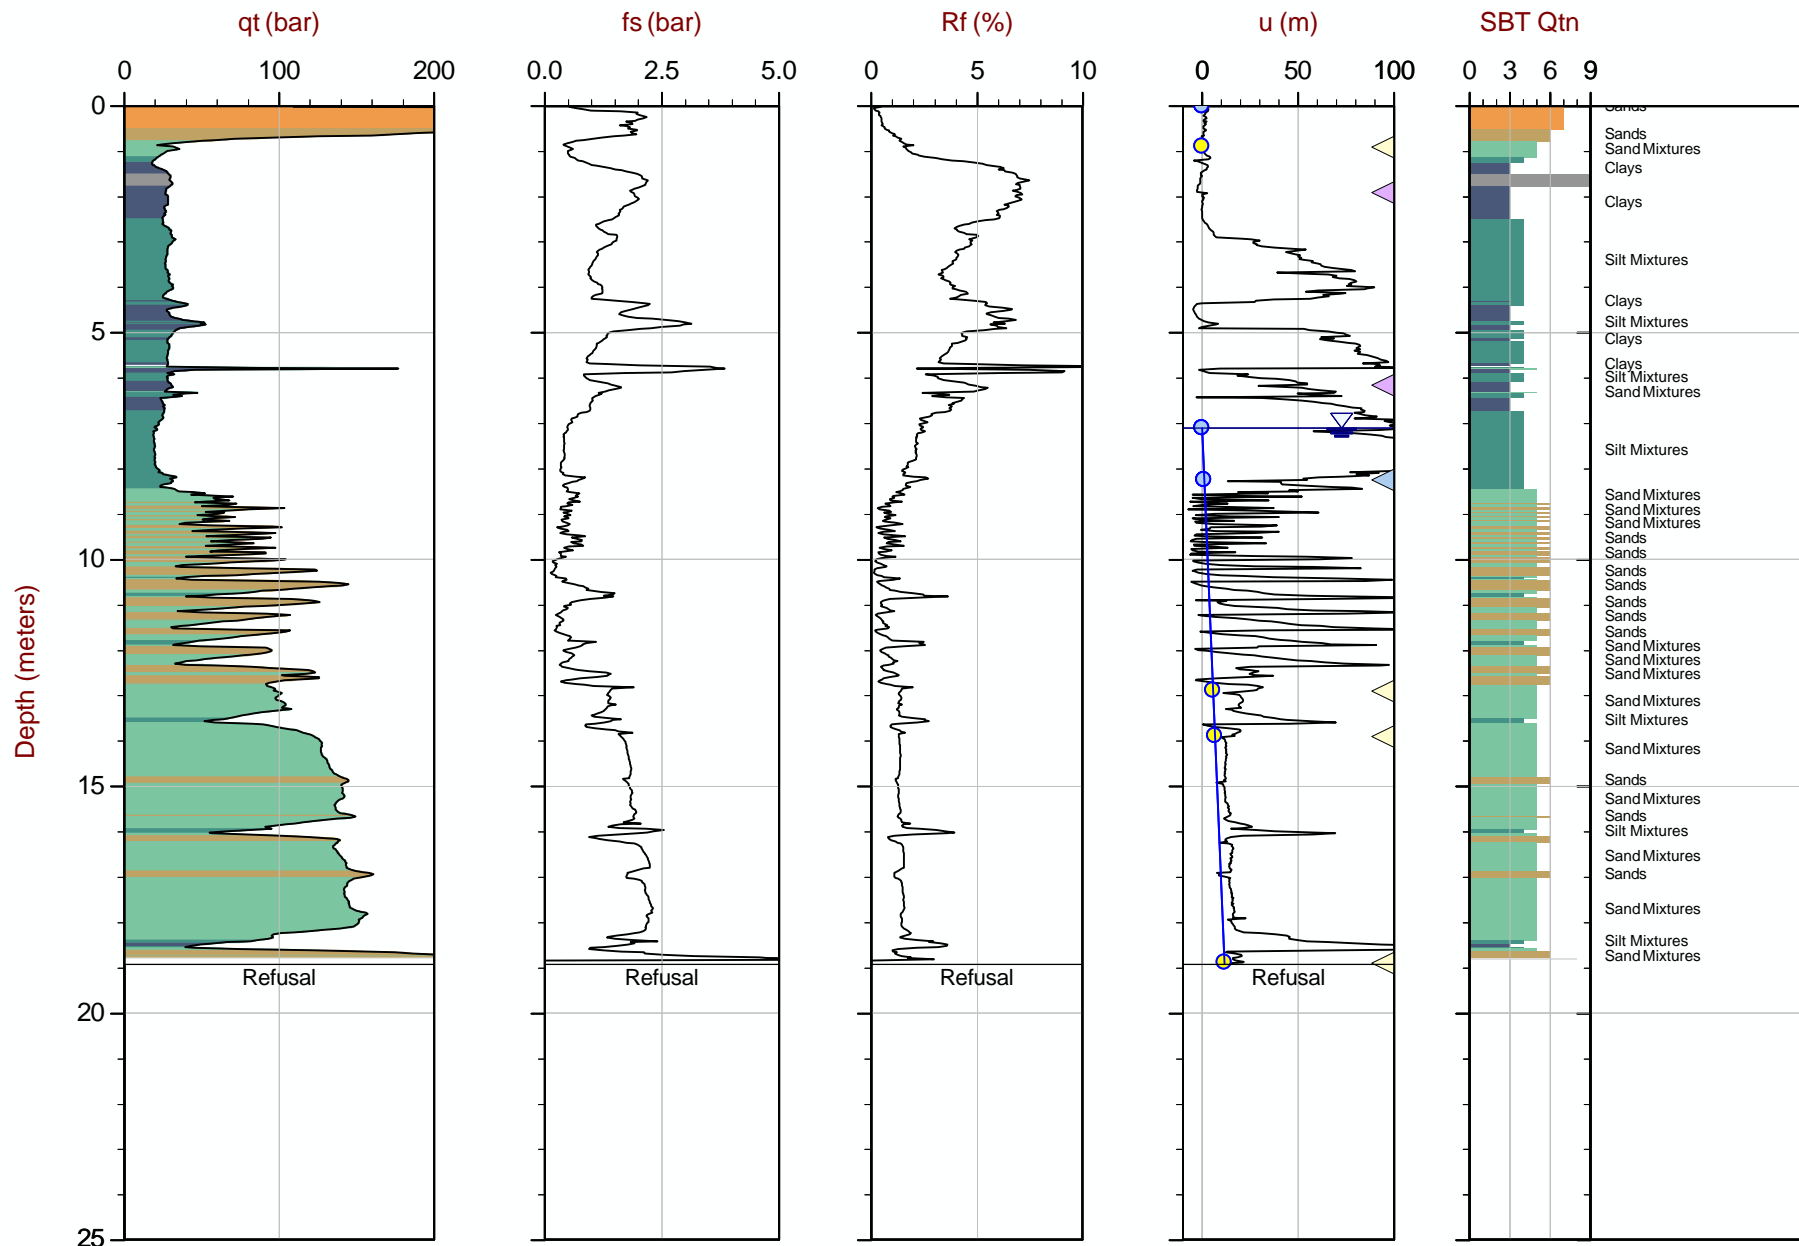 qt (bar) fs (bar) Rf (%) u (m) SBT Qtn
0 100 200 0.0 2.5 5.0 0 5 10 0 50 100 0 3 6 9
0
5
10
15
20
25
Depth (meters)
Sands
Sands
Sand Mixtures
Clays
Clays
Silt Mixtures
Clays
Silt Mixtures
Clays
Clays
Silt Mixtures
Sand Mixtures
Silt Mixtures
Sand Mixtures
Sand Mixtures
Sand Mixtures
Sands
Sands
Sands
Sands
Sands
Sands
Sands
Sand Mixtures
Sand Mixtures
Sand Mixtures
Sand Mixtures
Silt Mixtures
Sand Mixtures
Sands
Sand Mixtures
Sands
Silt Mixtures
Sand Mixtures
Sands
Sand Mixtures
Silt Mixtures
Sand Mixtures
Refusal Refusal Refusal Refusal